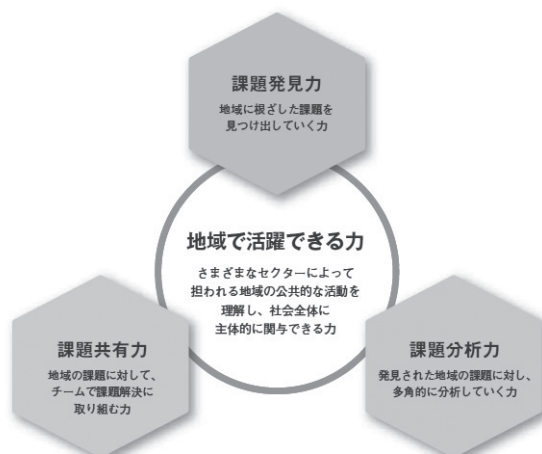 課題発見力
地域に根ざした課題を
見つけ出していく力
地域で活躍できる力
さまざまなセクターによって
担われる地域の公共的な活動を
理解し、社会全体に
主体的に関与できる力
課題共有力
地域の課題に対して、
チームで課題解決に
取り組む力
課題分析力
発見された地域の課題に対し、
多角的に分析していく力